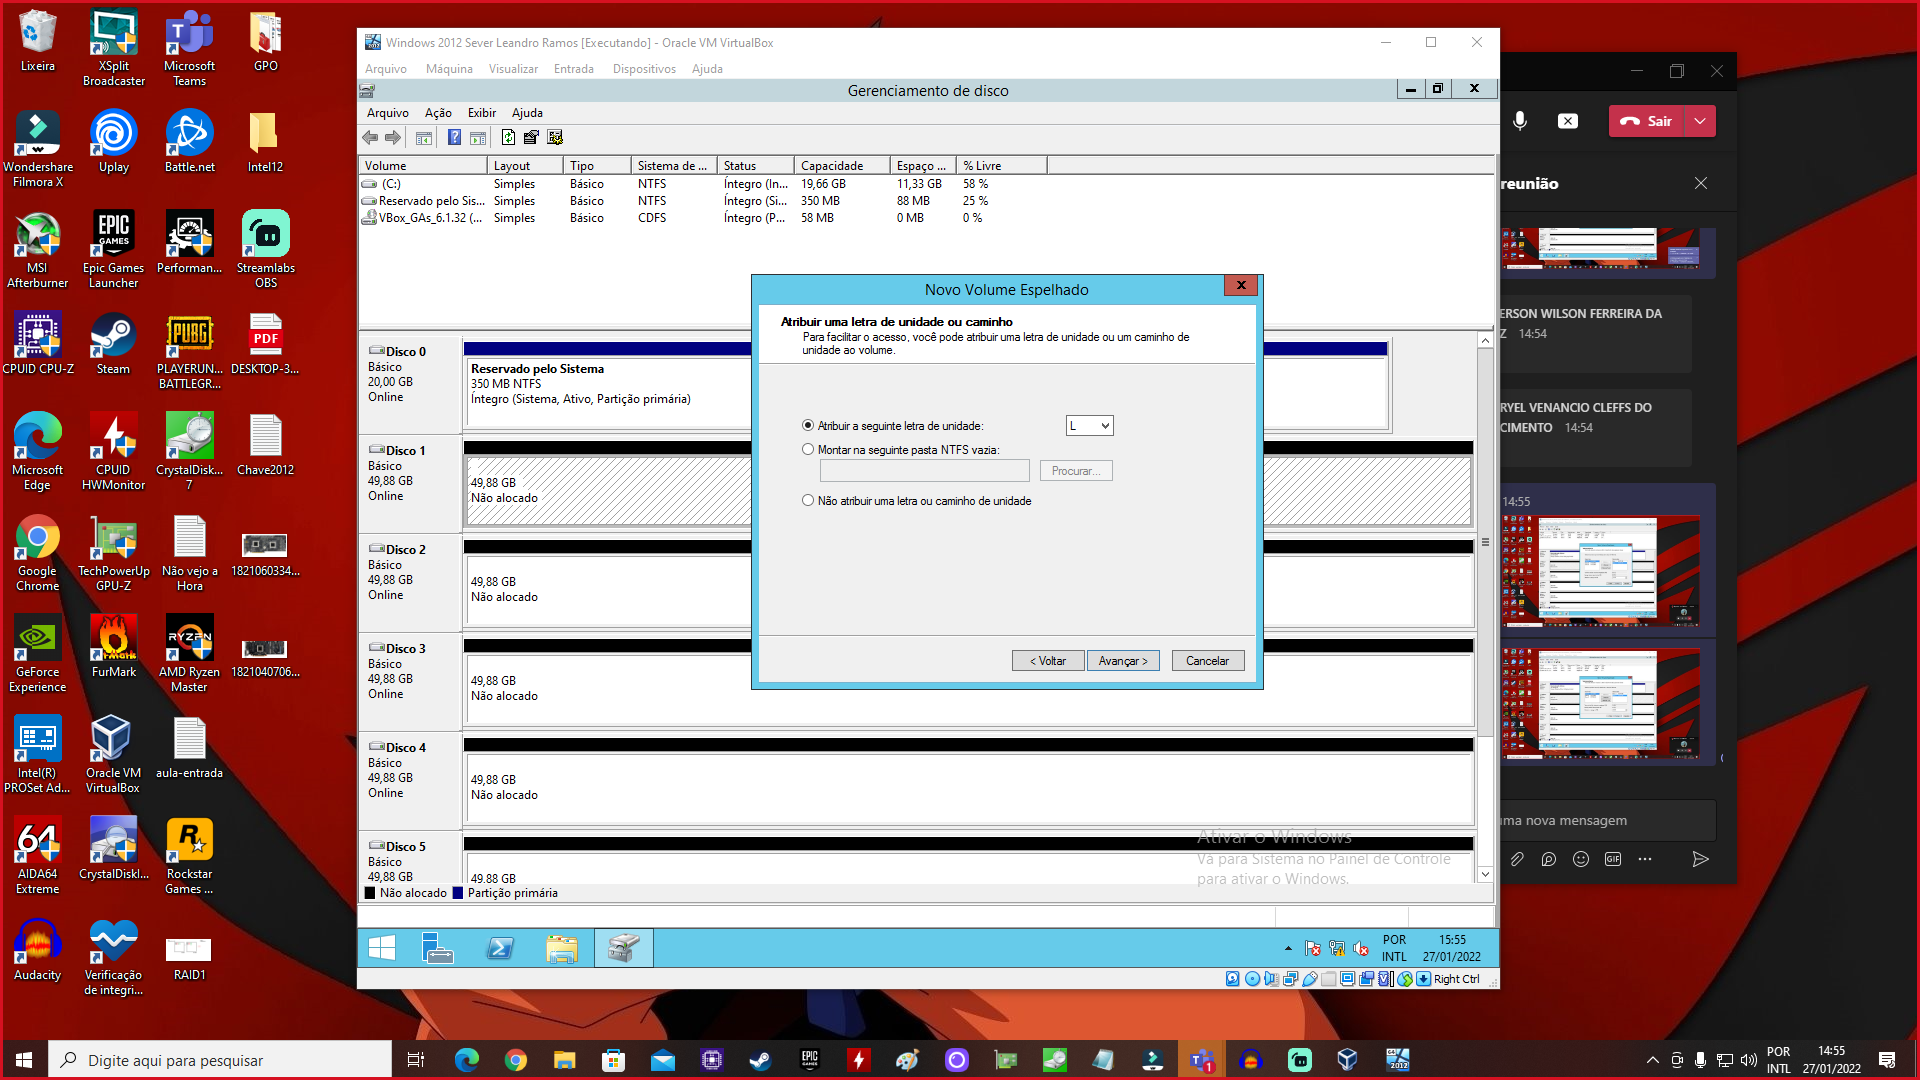 Lixeira
XSplit Broadcaster
Microsoft Teams
GPO
Wondershare Filmora X
Uplay
Battle.net
Intel12
MSI Afterburner
Epic Games Launcher
Performan...
Streamlabs OBS
CPUID CPU-Z
Steam
PLAYERUN... BATTLEGR...
DESKTOP-3...
Microsoft Edge
CPUID HWMonitor
CrystalDisk... 7
Chave2012
Google Chrome
TechPowerUp GPU-Z
Não vejo a Hora
1821060334...
GeForce Experience
FurMark
AMD Ryzen Master
1821040706...
Intel(R) PROSet Ad...
Oracle VM VirtualBox
aula-entrada
AIDA64 Extreme
CrystalDiskI...
Rockstar Games ...
Audacity
Verificação de integri...
RAID1
Windows 2012 Sever Leandro Ramos [Executando] - Oracle VM VirtualBox
Arquivo Máquina Visualizar Entrada Dispositivos Ajuda
Gerenciamento de disco
Arquivo Ação Exibir Ajuda
Volume Layout Tipo Sistema de ... Status Capacidade Espaço ... % Livre
(C:) Simples Básico NTFS Íntegro (In... 19,66 GB 11,33 GB 58 %
Reservado pelo Sis... Simples Básico NTFS Íntegro (Si... 350 MB 88 MB 25 %
VBox_GAs_6.1.32 (... Simples Básico CDFS Íntegro (P... 58 MB 0 MB 0 %
Disco 0
Básico
20,00 GB
Online
Reservado pelo Sistema
350 MB NTFS
Íntegro (Sistema, Ativo, Partição primária)
Disco 1
Básico
49,88 GB
Online
49,88 GB
Não alocado
Disco 2
Básico
49,88 GB
Online
49,88 GB
Não alocado
Disco 3
Básico
49,88 GB
Online
49,88 GB
Não alocado
Disco 4
Básico
49,88 GB
Online
49,88 GB
Não alocado
Disco 5
Básico
49,88 GB
49,88 GB
Não alocado Partição primária
Novo Volume Espelhado
Atribuir uma letra de unidade ou caminho
Para facilitar o acesso, você pode atribuir uma letra de unidade ou um caminho de
unidade ao volume.
Atribuir a seguinte letra de unidade: L
Montar na seguinte pasta NTFS vazia:
Procurar...
Não atribuir uma letra ou caminho de unidade
< Voltar Avançar > Cancelar
Ativar o Windows
Vá para Sistema no Painel de Controle
para ativar o Windows.
POR
INTL
15:55
27/01/2022
Right Ctrl
Sair
reunião
ERSON WILSON FERREIRA DA
Z 14:54
RYEL VENANCIO CLEFFS DO
CIMENTO 14:54
14:55
uma nova mensagem
GIF
Digite aqui para pesquisar
POR
INTL
14:55
27/01/2022